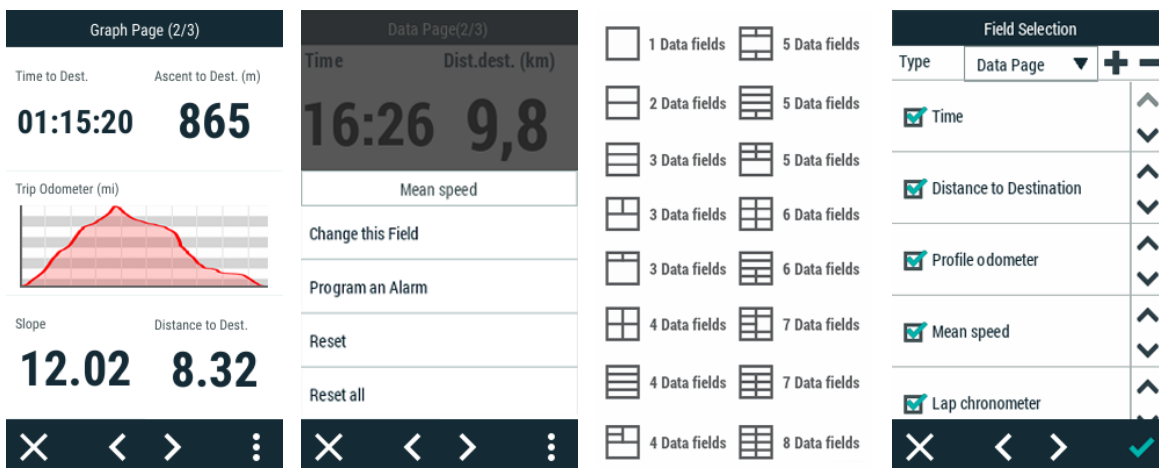 Graph Page (2/3)
Time to Dest. Ascent to Dest. (m)
01:15:20 865
Trip Odometer (mi)
Slope Distance to Dest.
12.02 8.32
Data Page(2/3)
Time Dist.dest. (km)
16:26 9,8
Mean speed
Change this Field
Program an Alarm
Reset
Reset all
1 Data fields 5 Data fields
2 Data fields 5 Data fields
3 Data fields 5 Data fields
3 Data fields 6 Data fields
3 Data fields 6 Data fields
4 Data fields 7 Data fields
4 Data fields 7 Data fields
4 Data fields 8 Data fields
Field Selection
Type Data Page
Time
Distance to Destination
Profile odometer
Mean speed
Lap chronometer